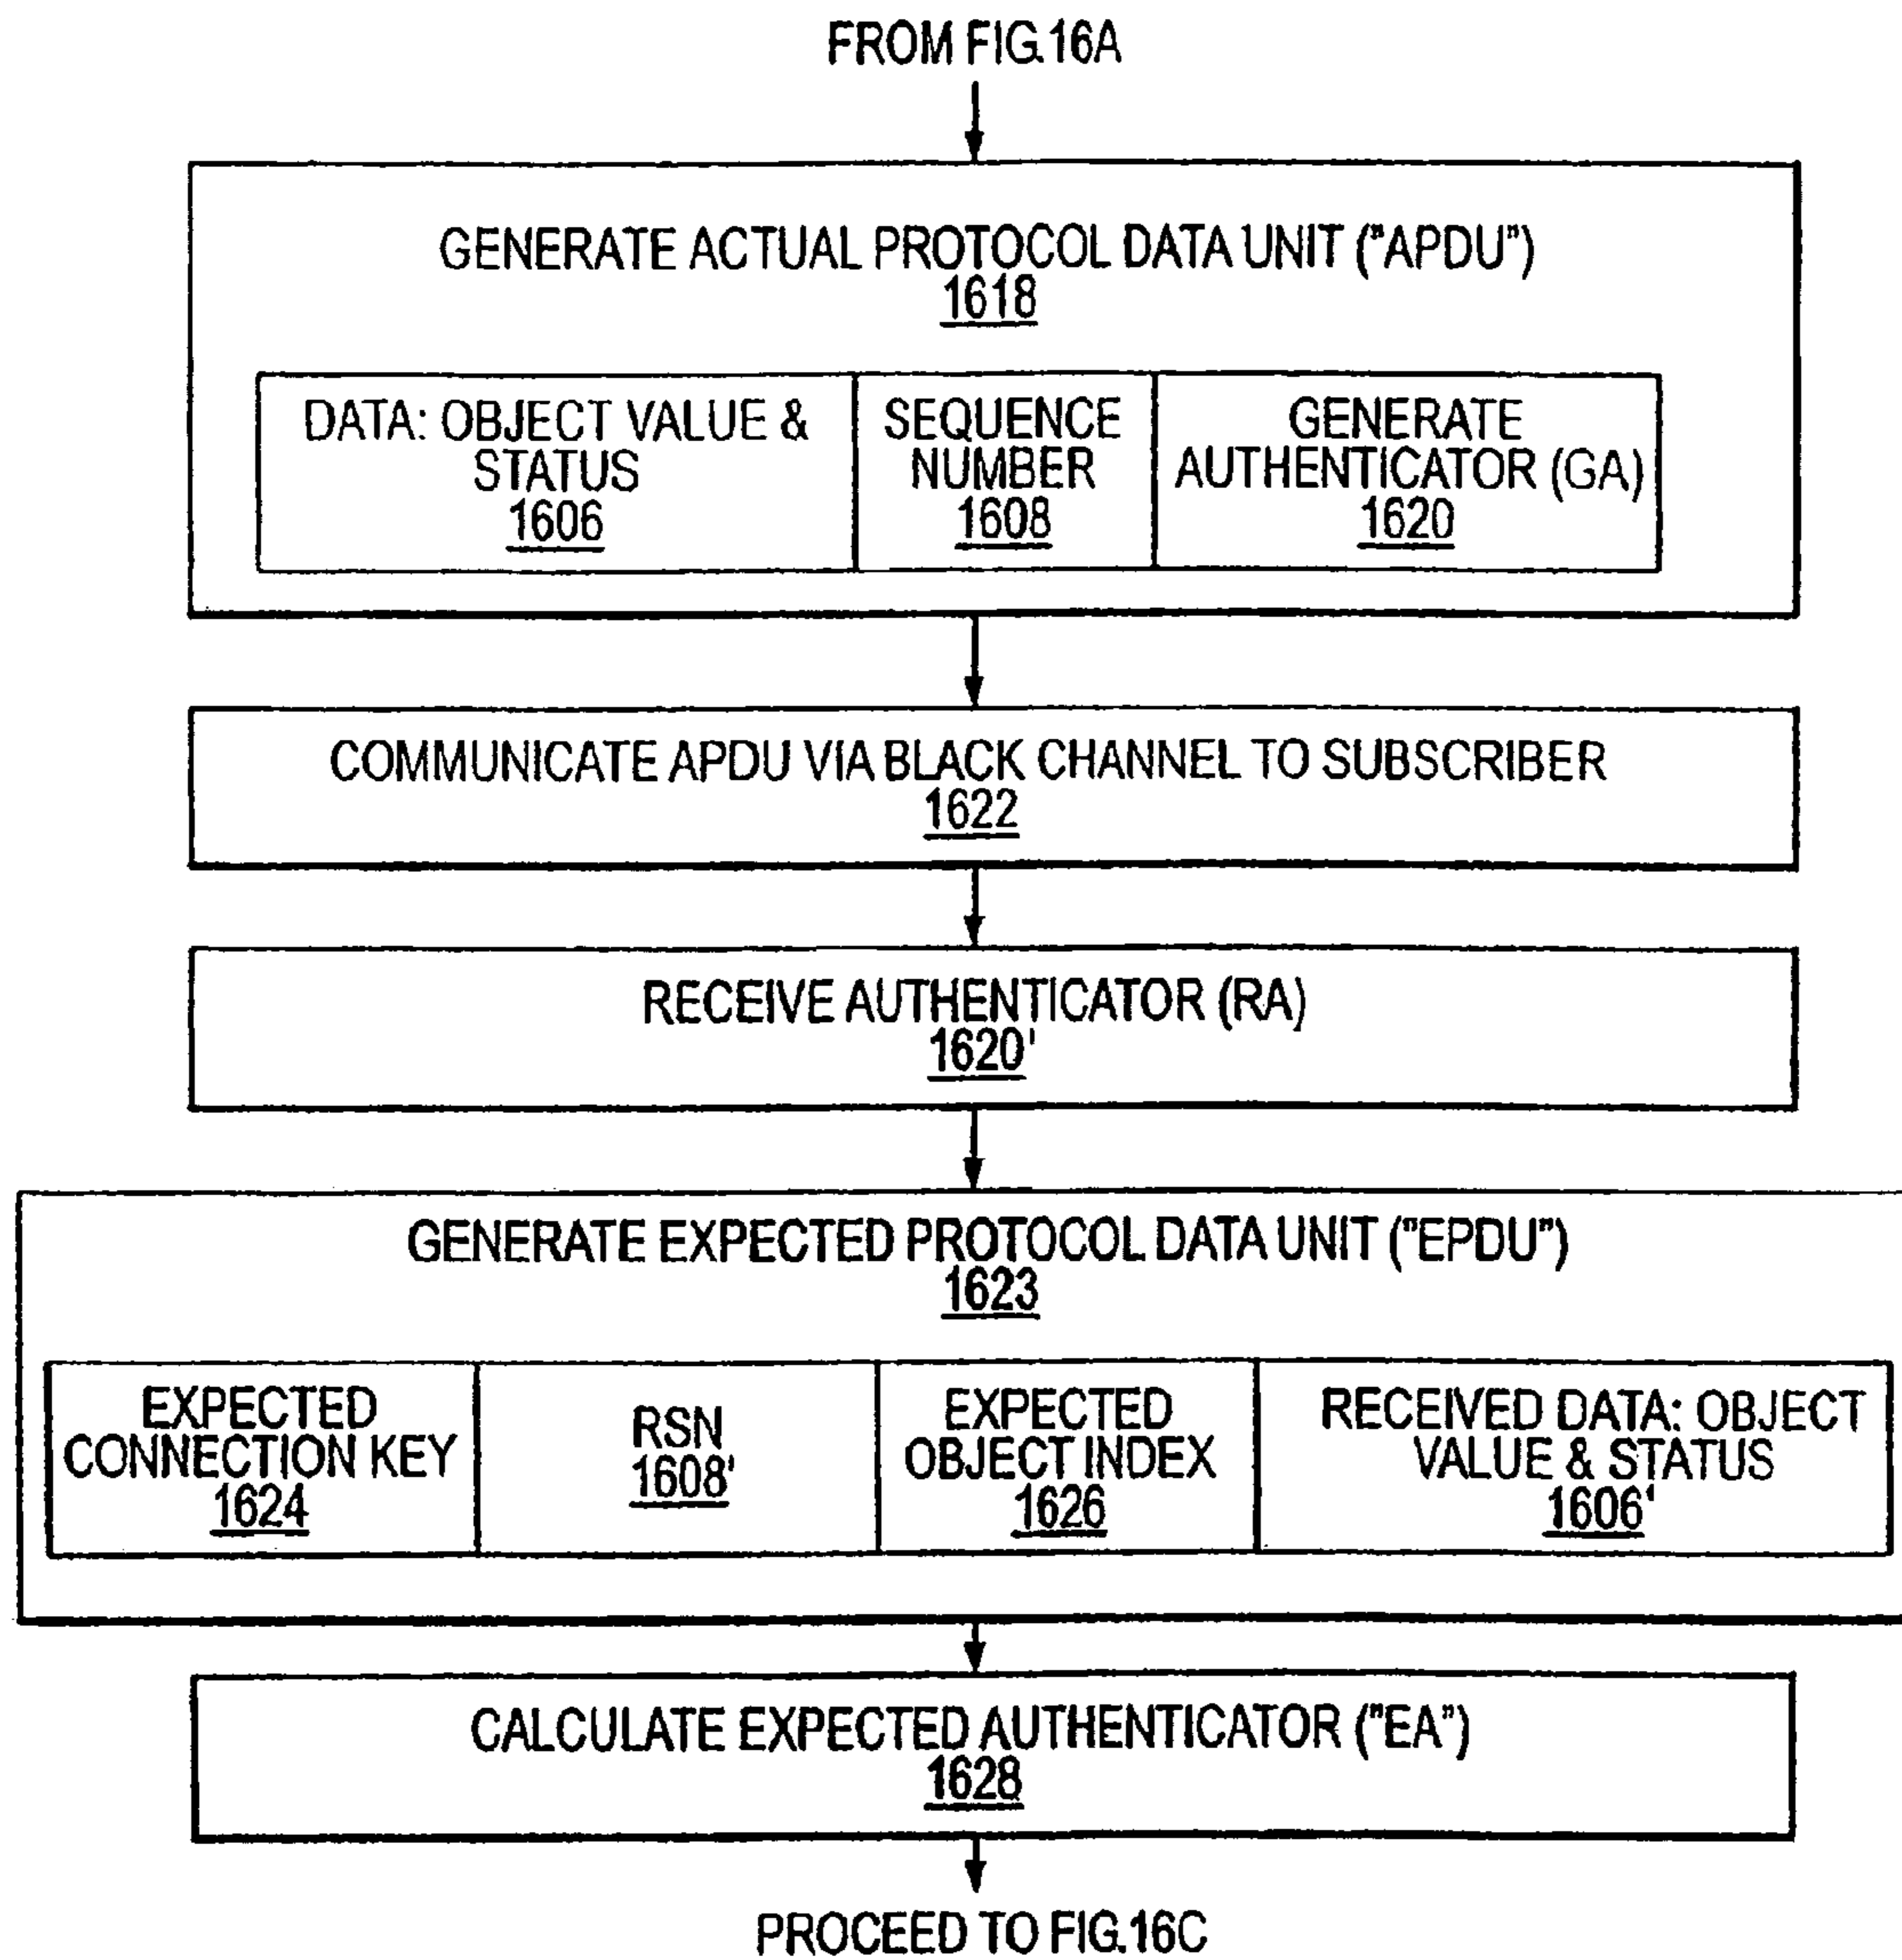 FROM FIG.16A
GENERATE ACTUAL PROTOCOL DATA UNIT ("APDU")
1618
DATA: OBJECT VALUE &
STATUS
1606
SEQUENCE
NUMBER
1608
GENERATE
AUTHENTICATOR (GA)
1620
COMMUNICATE APDU VIA BLACK CHANNEL TO SUBSCRIBER
1622
RECEIVE AUTHENTICATOR (RA)
1620'
GENERATE EXPECTED PROTOCOL DATA UNIT ("EPDU")
1623
EXPECTED
CONNECTION KEY
1624
RSN
1608'
EXPECTED
OBJECT INDEX
1626
RECEIVED DATA: OBJECT
VALUE & STATUS
1606'
CALCULATE EXPECTED AUTHENTICATOR ("EA")
1628
PROCEED TO FIG.16C